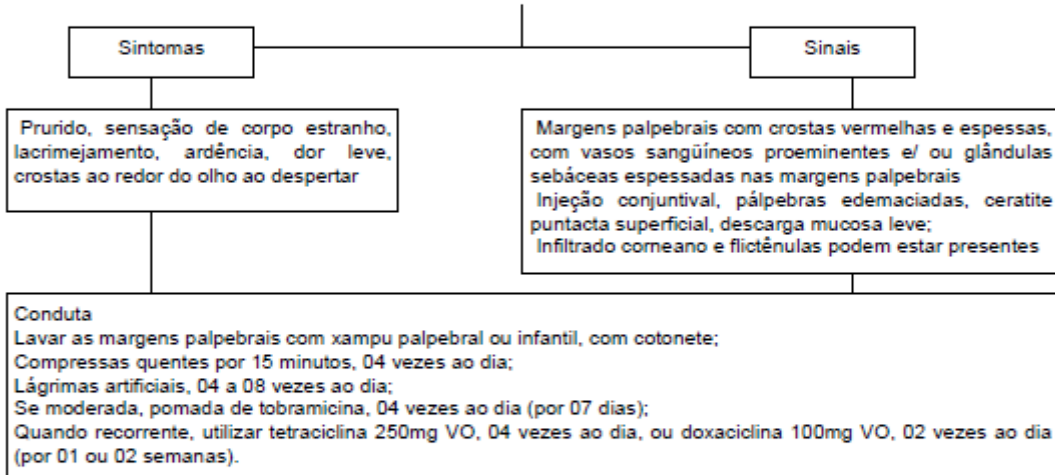 Sintomas
Sinais
Prurido, sensação de corpo estranho,
lacrimejamento, ardência, dor leve,
crostas ao redor do olho ao despertar
Margens palpebrais com crostas vermelhas e espessas,
com vasos sangüíneos proeminentes e/ ou glândulas
sebáceas espessadas nas margens palpebrais
Injeção conjuntival, pálpebras edemaciadas, ceratite
puntacta superficial, descarga mucosa leve;
Infiltrado corneano e flictênulas podem estar presentes
Conduta
Lavar as margens palpebrais com xampu palpebral ou infantil, com cotonete;
Compressas quentes por 15 minutos, 04 vezes ao dia;
Lágrimas artificiais, 04 a 08 vezes ao dia;
Se moderada, pomada de tobramicina, 04 vezes ao dia (por 07 dias);
Quando recorrente, utilizar tetraciclina 250mg VO, 04 vezes ao dia, ou doxaciclina 100mg VO, 02 vezes ao dia
(por 01 ou 02 semanas).